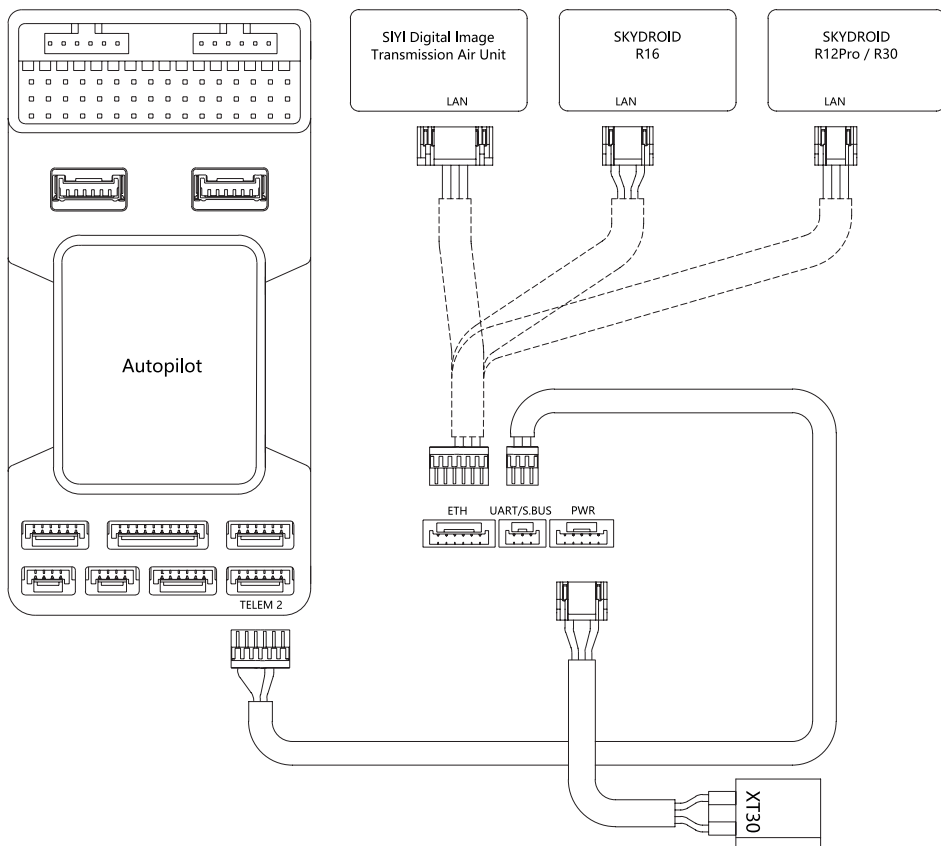 SIYI Digital Image
Transmission Air Unit
LAN
SKYDROID
R16
LAN
SKYDROID
R12Pro / R30
LAN
Autopilot
ETH
UART/S.BUS
PWR
TELEM 2
XT30